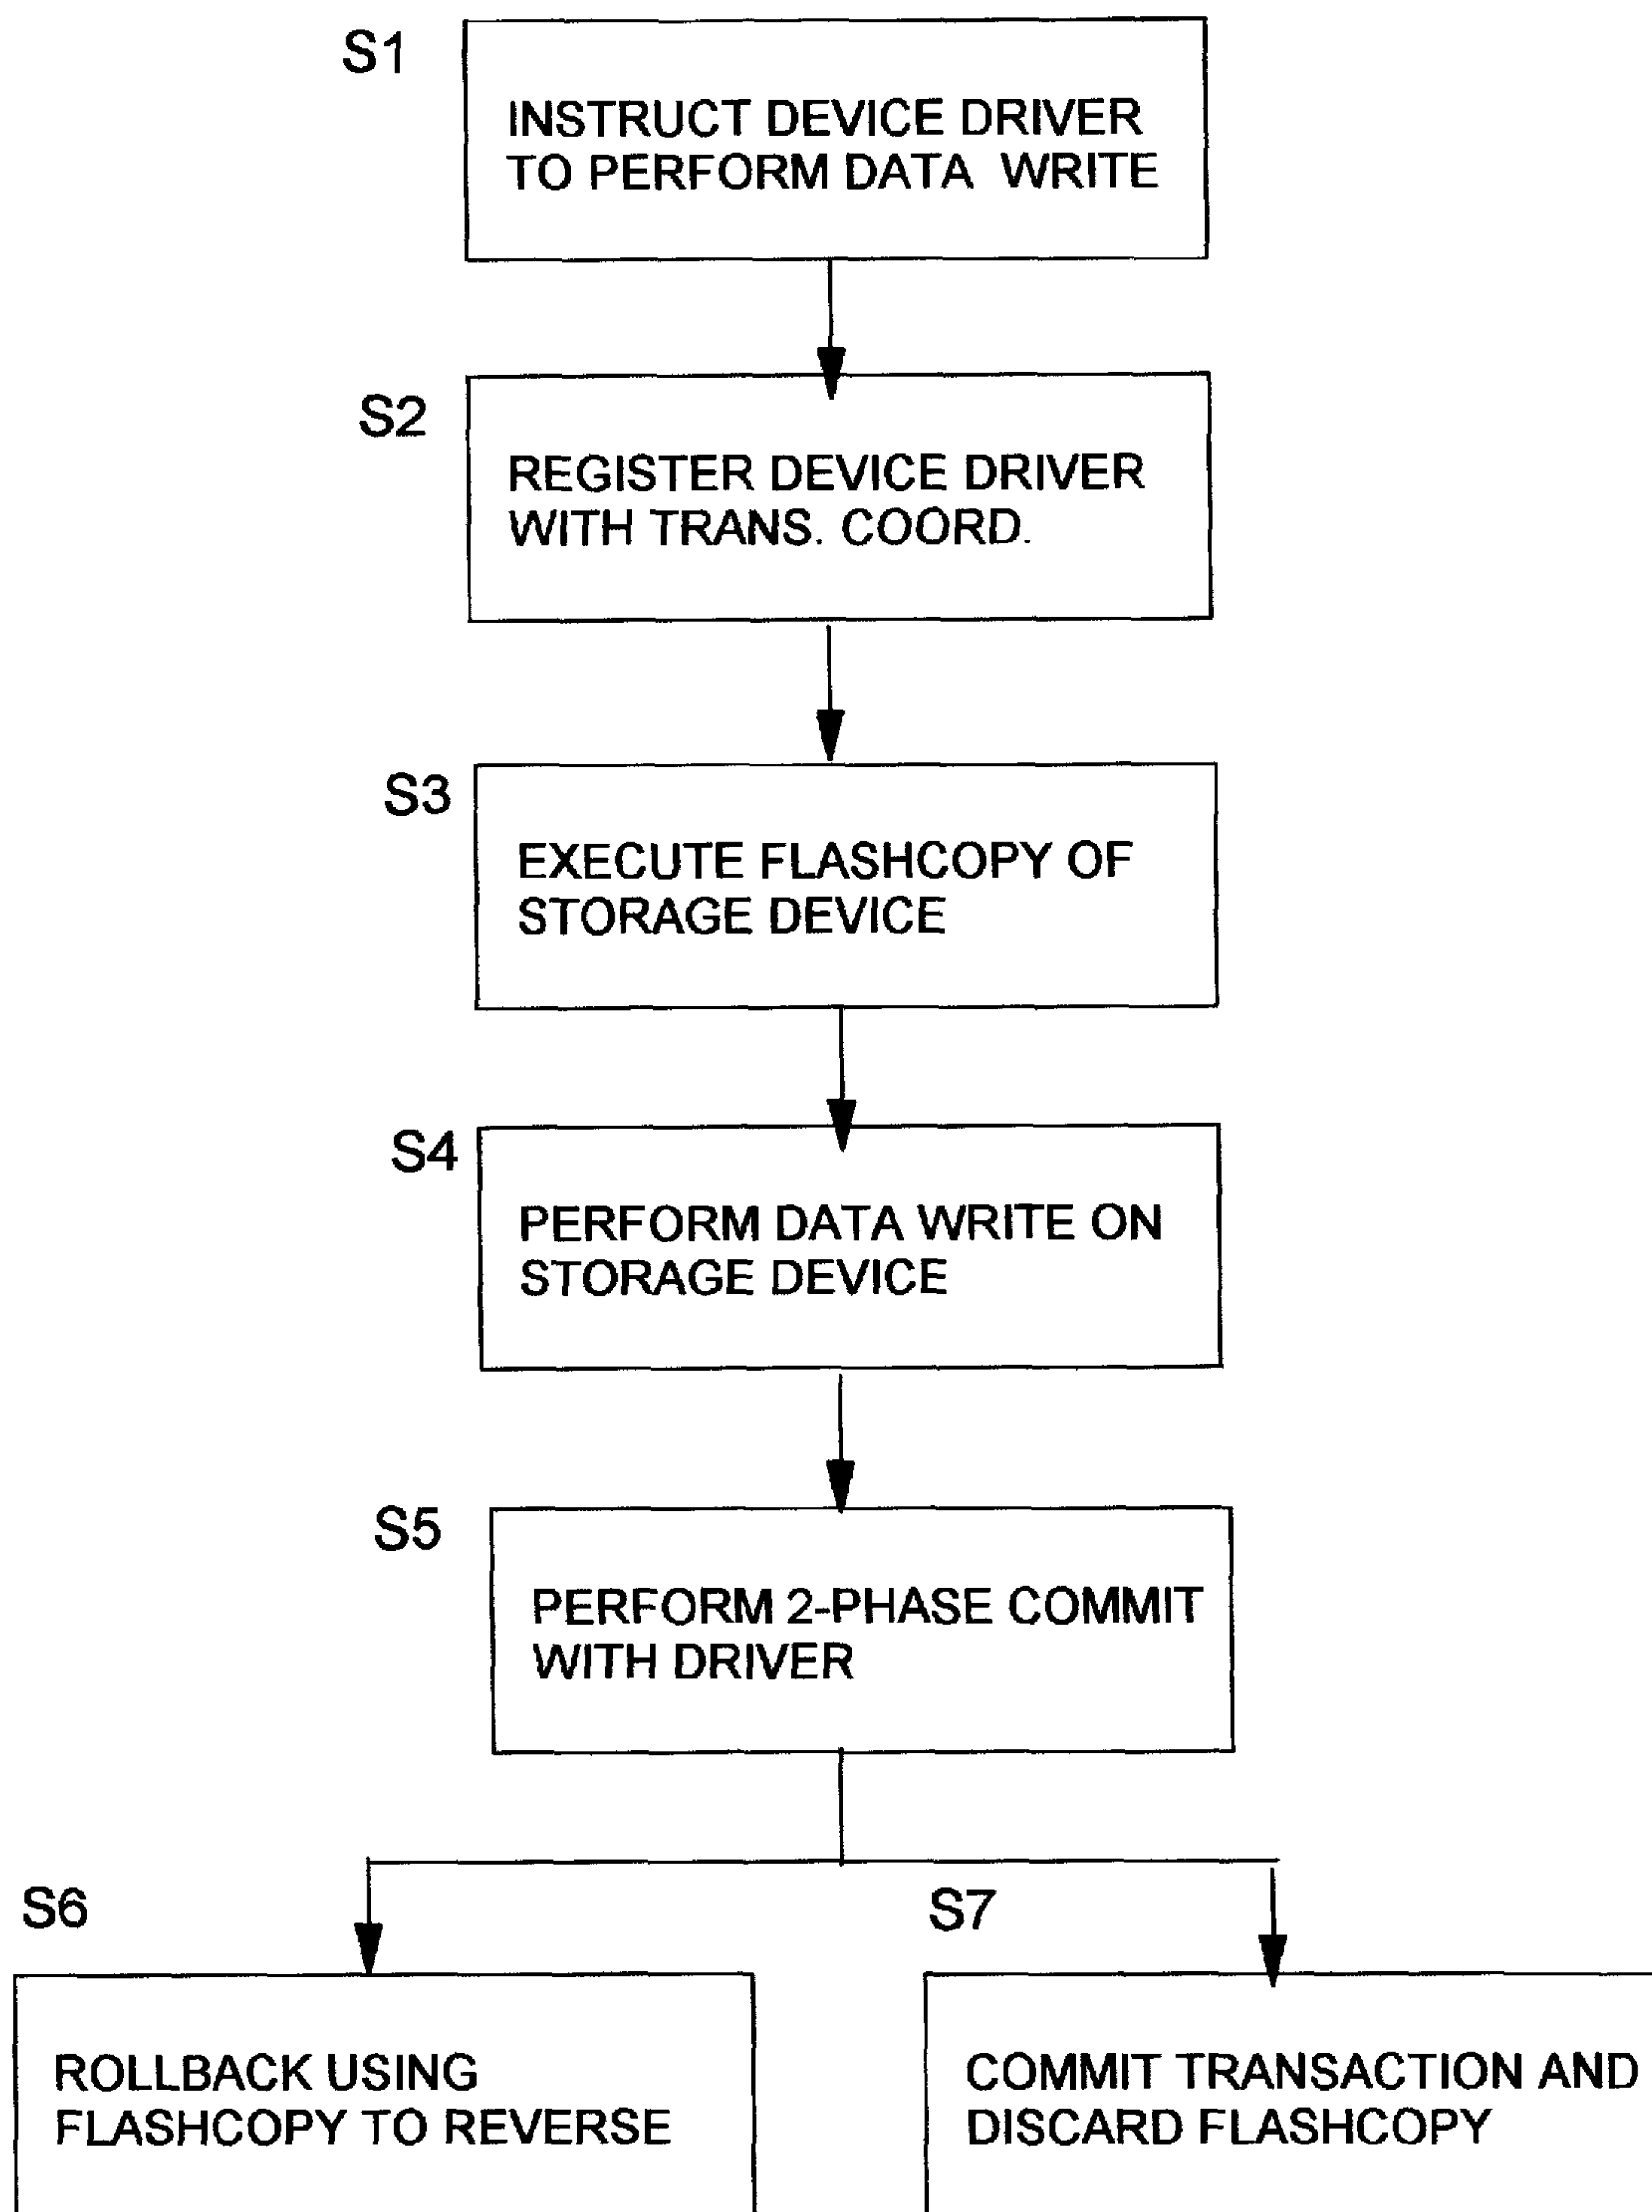 S1
INSTRUCT DEVICE DRIVER
TO PERFORM DATA WRITE
S2
REGISTER DEVICE DRIVER
WITH TRANS. COORD.
S3
EXECUTE FLASHCOPY OF
STORAGE DEVICE
S4
PERFORM DATA WRITE ON
STORAGE DEVICE
S5
PERFORM 2-PHASE COMMIT
WITH DRIVER
S6
ROLLBACK USING
FLASHCOPY TO REVERSE
S7
COMMIT TRANSACTION AND
DISCARD FLASHCOPY